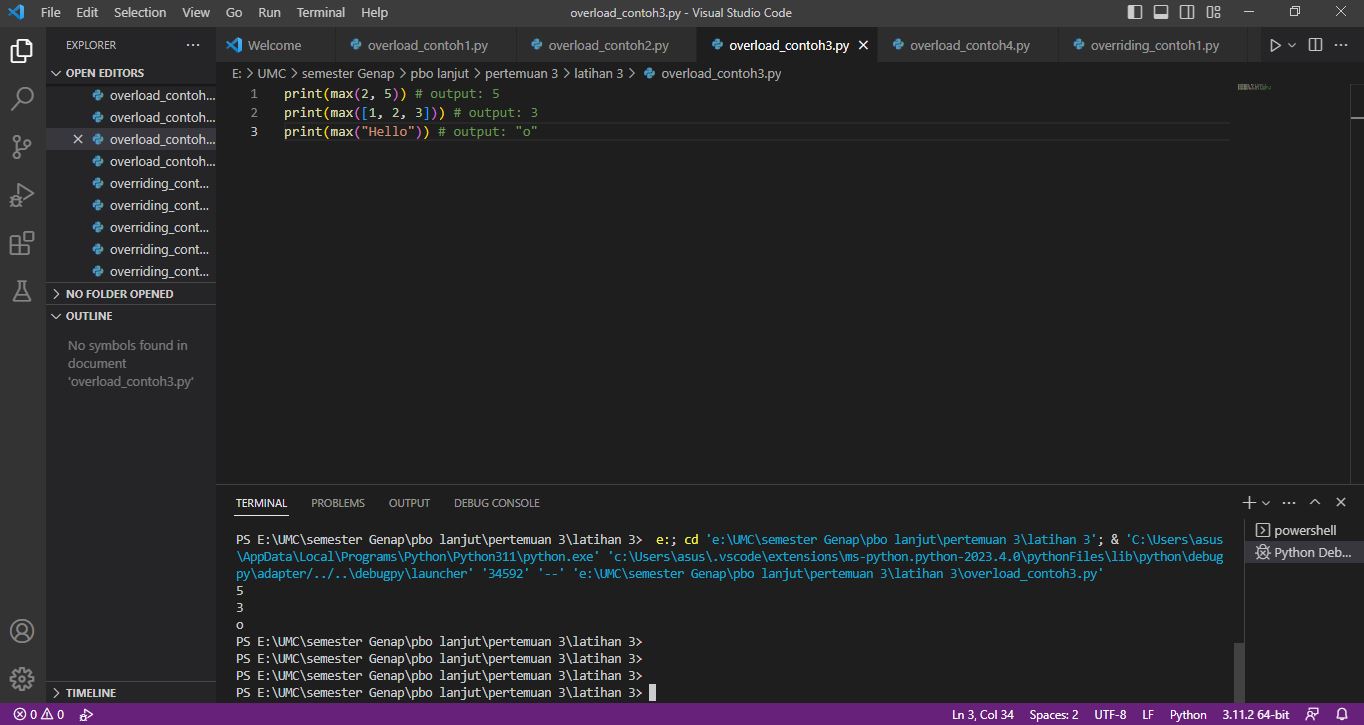 File Edit Selection View Go Run Terminal Help overload_contoh3.py - Visual Studio Code
EXPLORER ...
Welcome overload_contoh1.py overload_contoh2.py overload_contoh3.py overload_contoh4.py overriding_contoh1.py
OPEN EDITORS
overload_contoh...
overload_contoh...
overload_contoh...
overload_contoh...
overriding_cont...
overriding_cont...
overriding_cont...
overriding_cont...
overriding_cont...
NO FOLDER OPENED
OUTLINE
No symbols found in
document
'overload_contoh3.py'
TIMELINE
E: > UMC > semester Genap > pbo lanjut > pertemuan 3 > latihan 3 > overload_contoh3.py
1 print(max(2, 5)) # output: 5
2 print(max([1, 2, 3])) # output: 3
3 print(max("Hello")) # output: "o"
TERMINAL PROBLEMS OUTPUT DEBUG CONSOLE
PS E:\UMC\semester Genap\pbo lanjut\pertemuan 3\latihan 3> e:; cd 'e:\UMC\semester Genap\pbo lanjut\pertemuan 3\latihan 3'; & 'C:\Users\asus
\AppData\Local\Programs\Python\Python311\python.exe' 'c:\Users\asus\.vscode\extensions\ms-python.python-2023.4.0\pythonFiles\lib\python\debug
py\adapter/../..\debugpy\launcher' '34592' '--' 'e:\UMC\semester Genap\pbo lanjut\pertemuan 3\latihan 3\overload_contoh3.py'
5
3
o
PS E:\UMC\semester Genap\pbo lanjut\pertemuan 3\latihan 3>
PS E:\UMC\semester Genap\pbo lanjut\pertemuan 3\latihan 3>
PS E:\UMC\semester Genap\pbo lanjut\pertemuan 3\latihan 3>
PS E:\UMC\semester Genap\pbo lanjut\pertemuan 3\latihan 3>
powershell
Python Deb...
0 0 Ln 3, Col 34 Spaces: 2 UTF-8 LF Python 3.11.2 64-bit